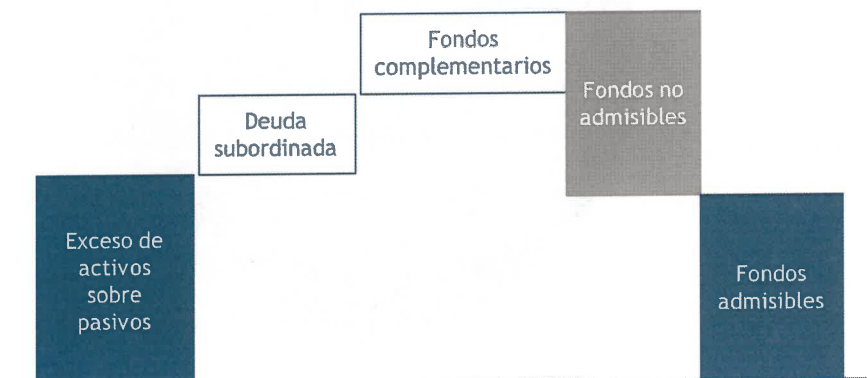 Fondos
complementarios
Fondos no
admisibles
Deuda
subordinada
Exceso de
activos
sobre
pasivos
Fondos
admisibles